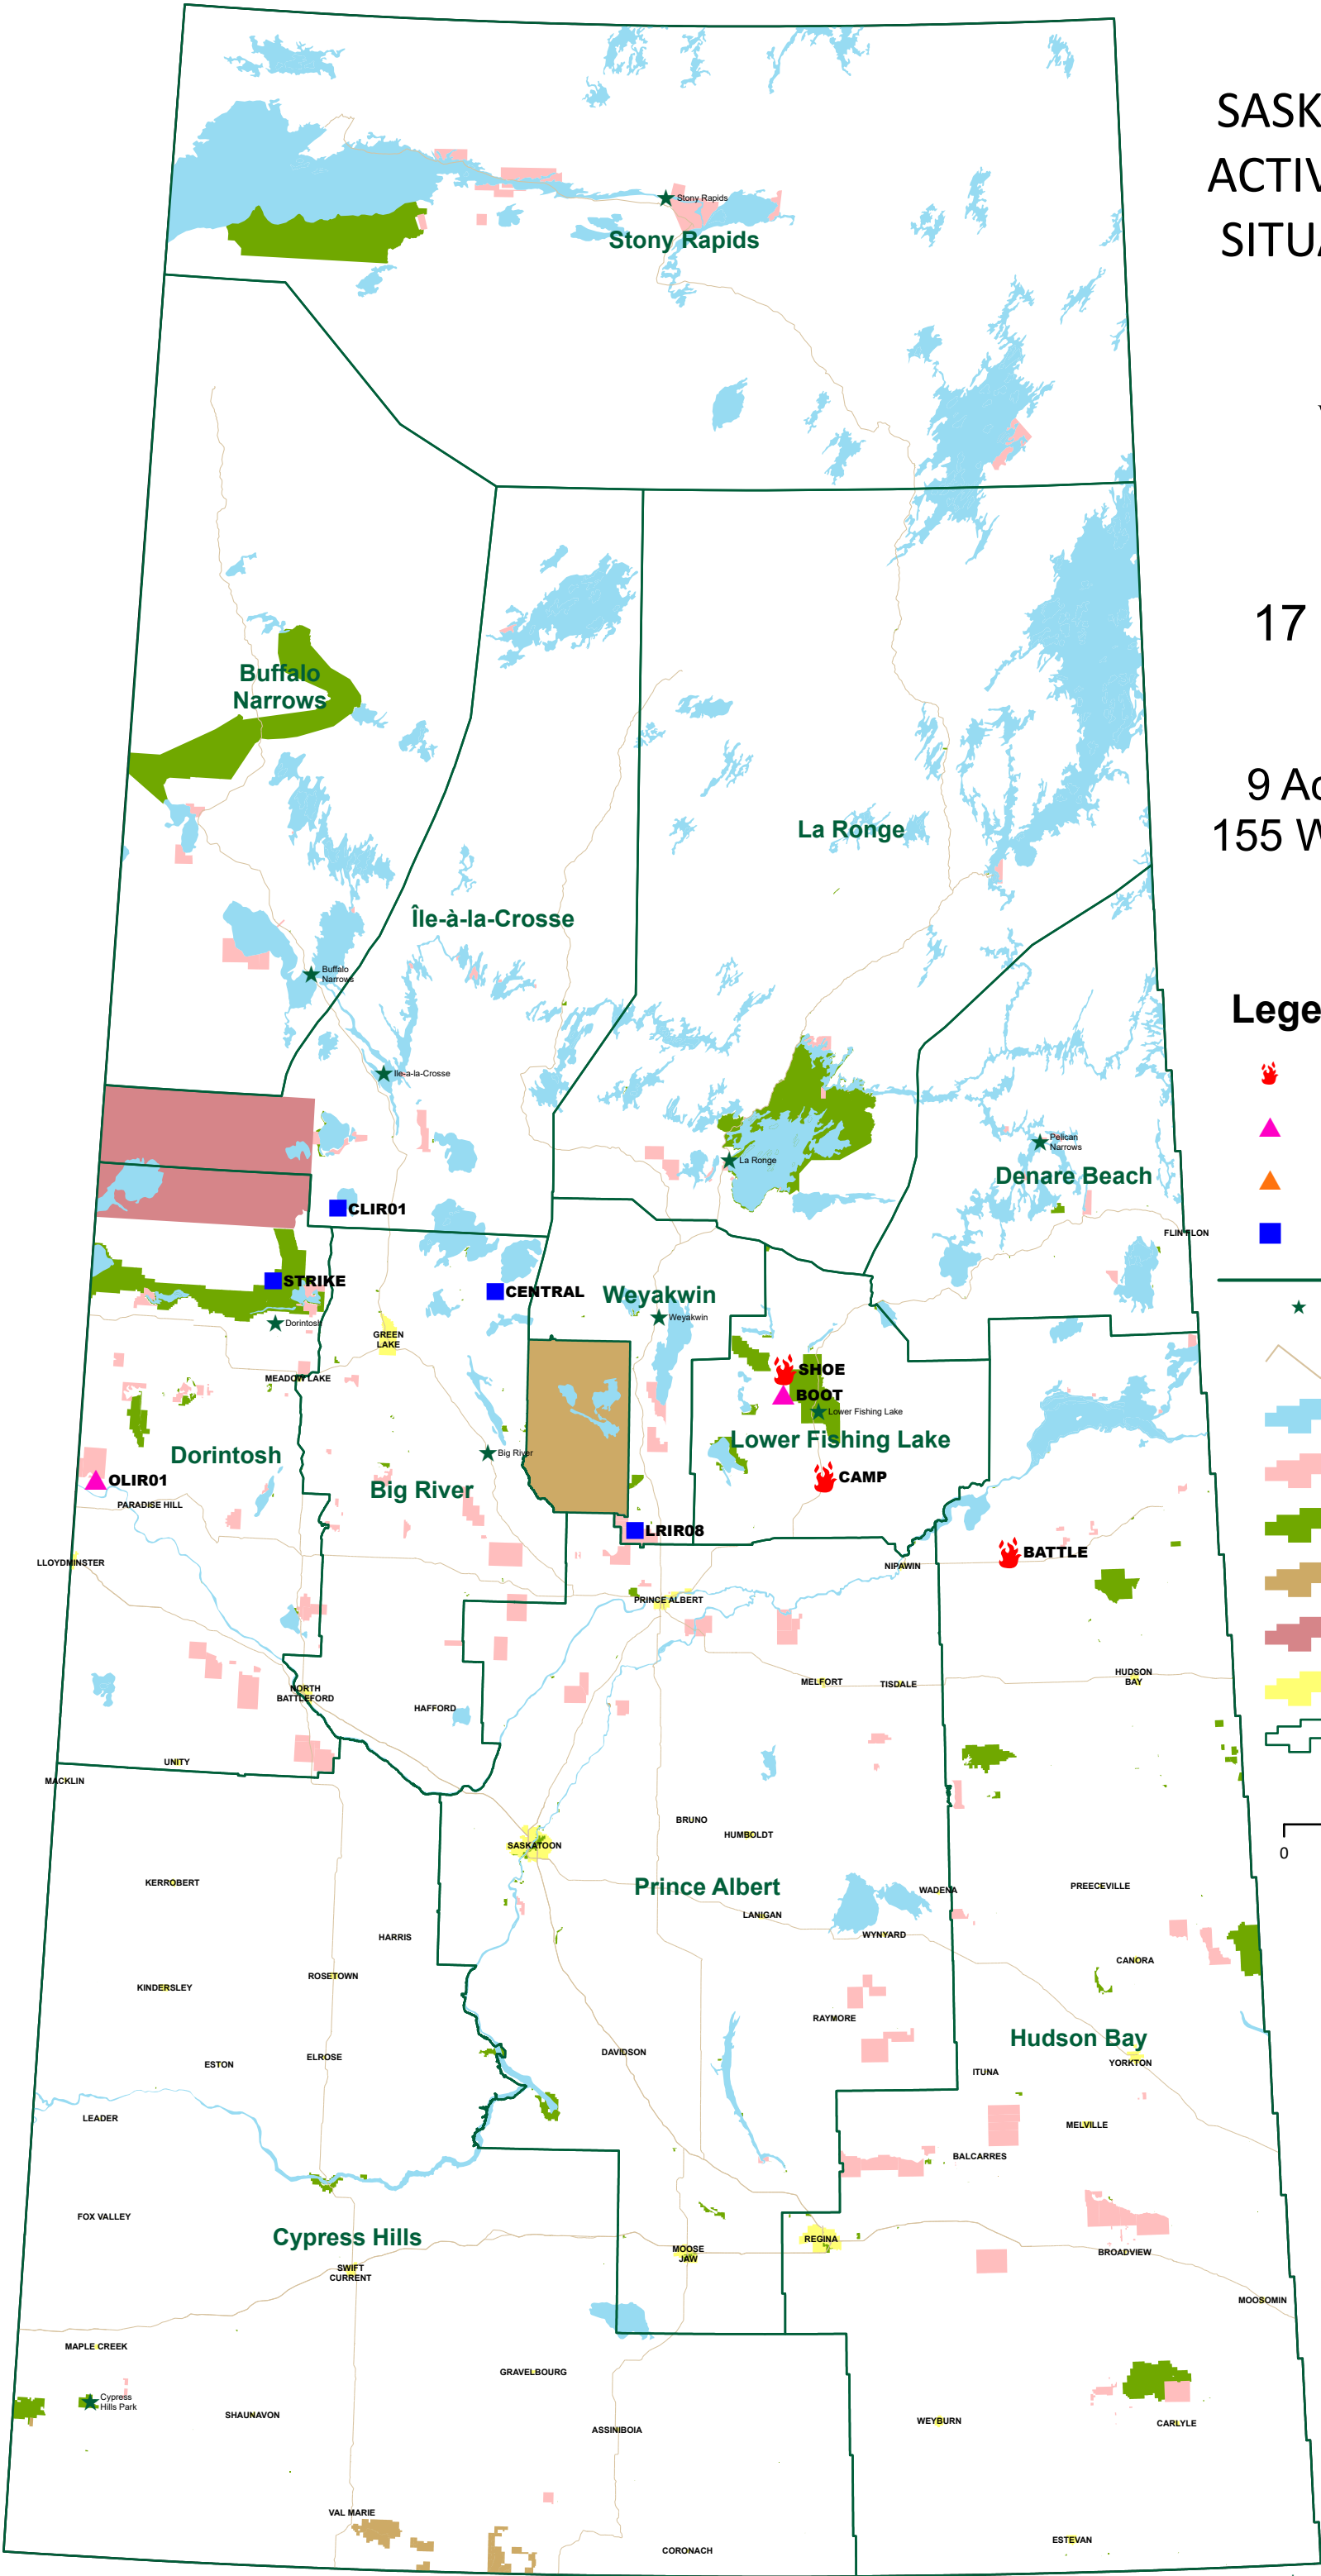 SASK
ACTIV
SITUA
Stony Rapids
Stony Rapids
17
Buffalo
Narrows
9 Ac
155 W
La Ronge
Île-à-la-Crosse
Buffalo
Narrows
Lege
Ile-a-la-Crosse
Pelican
Narrows
La Ronge
Denare Beach
CLIR01
FLIN FLON
STRIKE
CENTRAL
Weyakwin
Weyakwin
Dorintosh
GREEN
LAKE
SHOE
MEADOW LAKE
BOOT
Lower Fishing Lake
Lower Fishing Lake
Dorintosh
Big River
OLIR01
CAMP
Big River
PARADISE HILL
LRIR08
BATTLE
LLOYDMINSTER
NIPAWIN
PRINCE ALBERT
HUDSON
BAY
MELFORT
TISDALE
NORTH
BATTLEFORD
HAFFORD
UNITY
MACKLIN
BRUNO
HUMBOLDT
SASKATOON
0
KERROBERT
Prince Albert
WADENA
PREECEVILLE
LANIGAN
HARRIS
WYNYARD
CANORA
ROSETOWN
KINDERSLEY
RAYMORE
Hudson Bay
DAVIDSON
ELROSE
ESTON
YORKTON
ITUNA
LEADER
MELVILLE
BALCARRES
FOX VALLEY
Cypress Hills
REGINA
MOOSE
JAW
BROADVIEW
SWIFT
CURRENT
MOOSOMIN
MAPLE CREEK
GRAVELBOURG
Cypress
Hills Park
SHAUNAVON
WEYBURN
CARLYLE
ASSINIBOIA
VAL MARIE
ESTEVAN
CORONACH